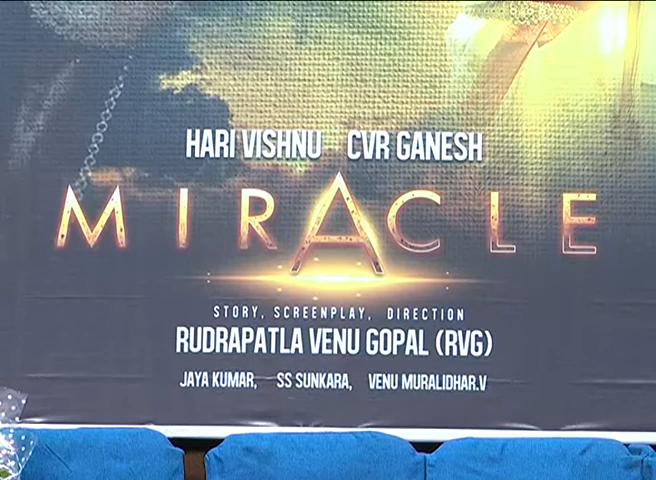 HARI VISHNU CVR GANESH
MIRACLE
STORY, SCREENPLAY, DIRECTION
RUDRAPATLA VENU GOPAL (RVG)
JAYA KUMAR, SS SUNKARA, VENU MURALIDHAR.V